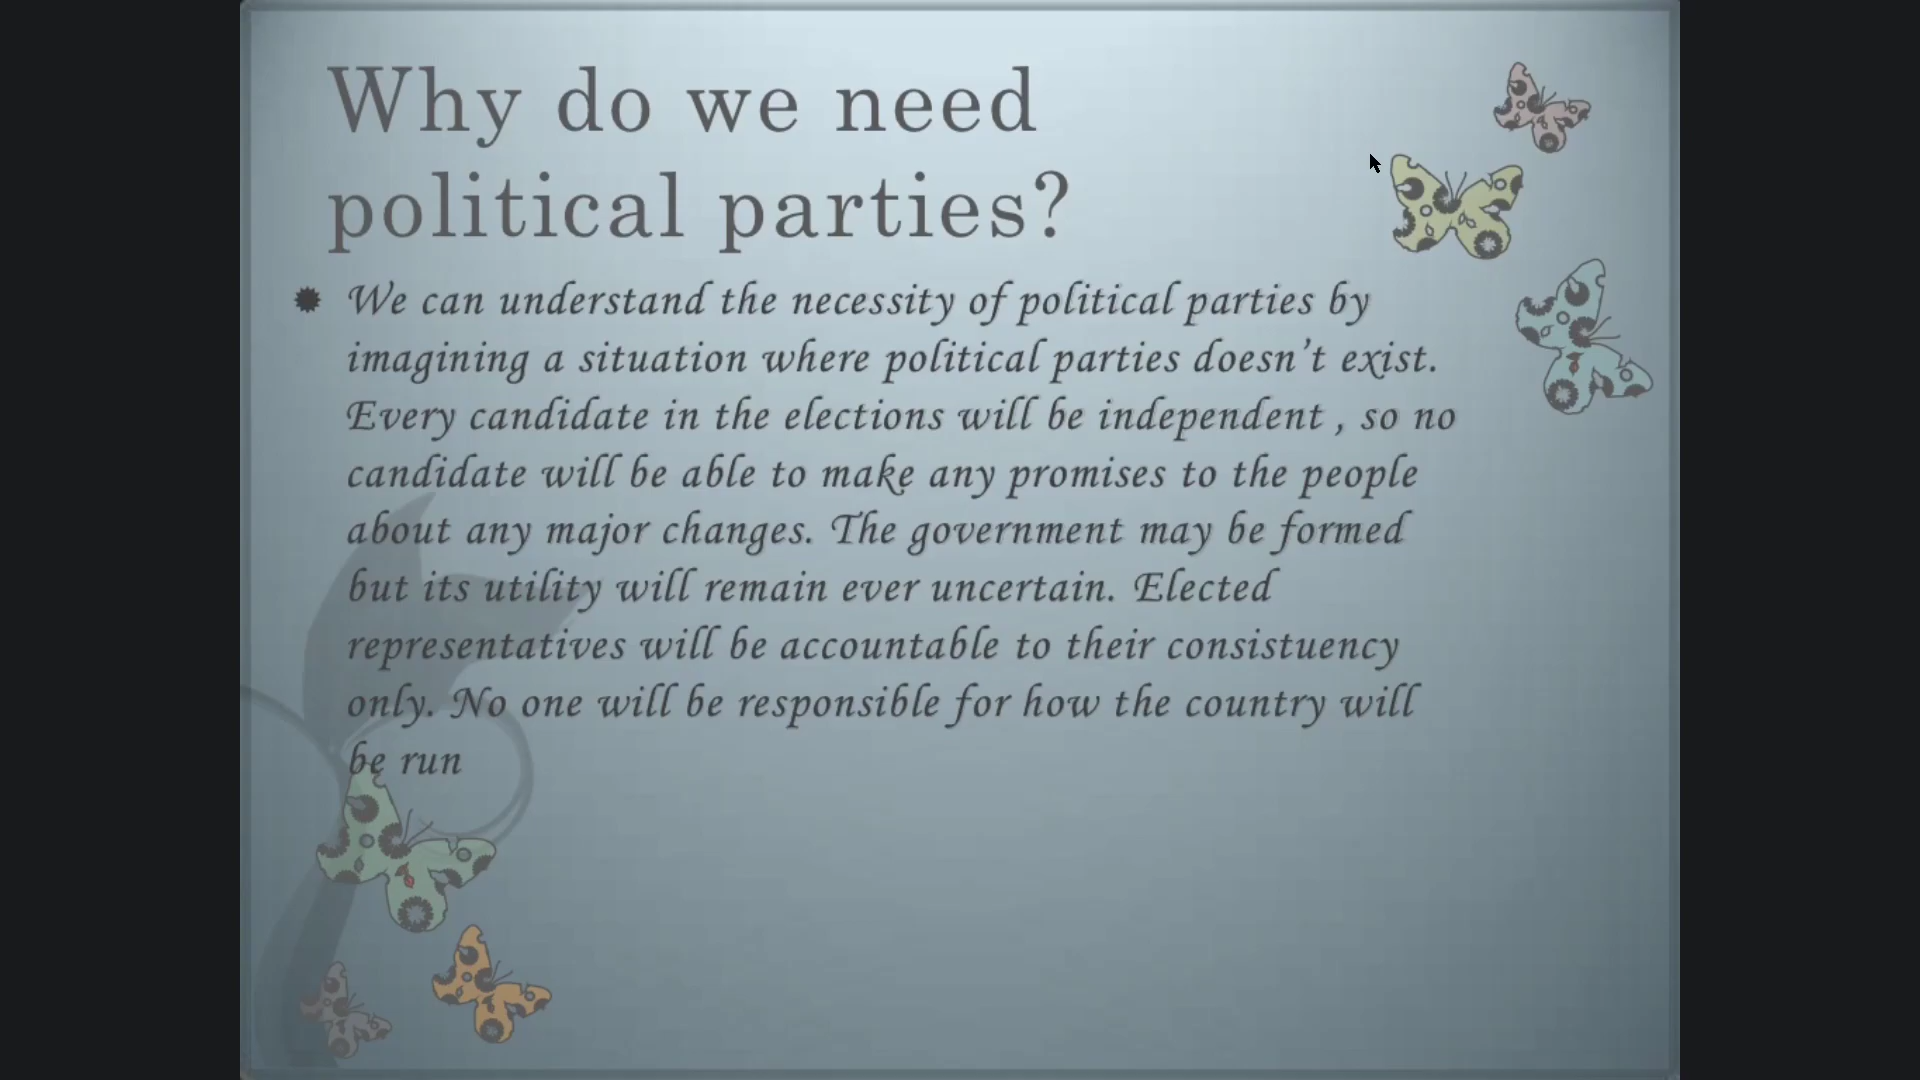 Why do we need
political parties?
We can understand the necessity of political parties by
imagining a situation where political parties doesn't exist.
Every candidate in the elections will be independent , so no
candidate will be able to make any promises to the people
about any major changes. The government may be formed
but its utility will remain ever uncertain. Elected
representatives will be accountable to their consistuency
only. No one will be responsible for how the country will
be run